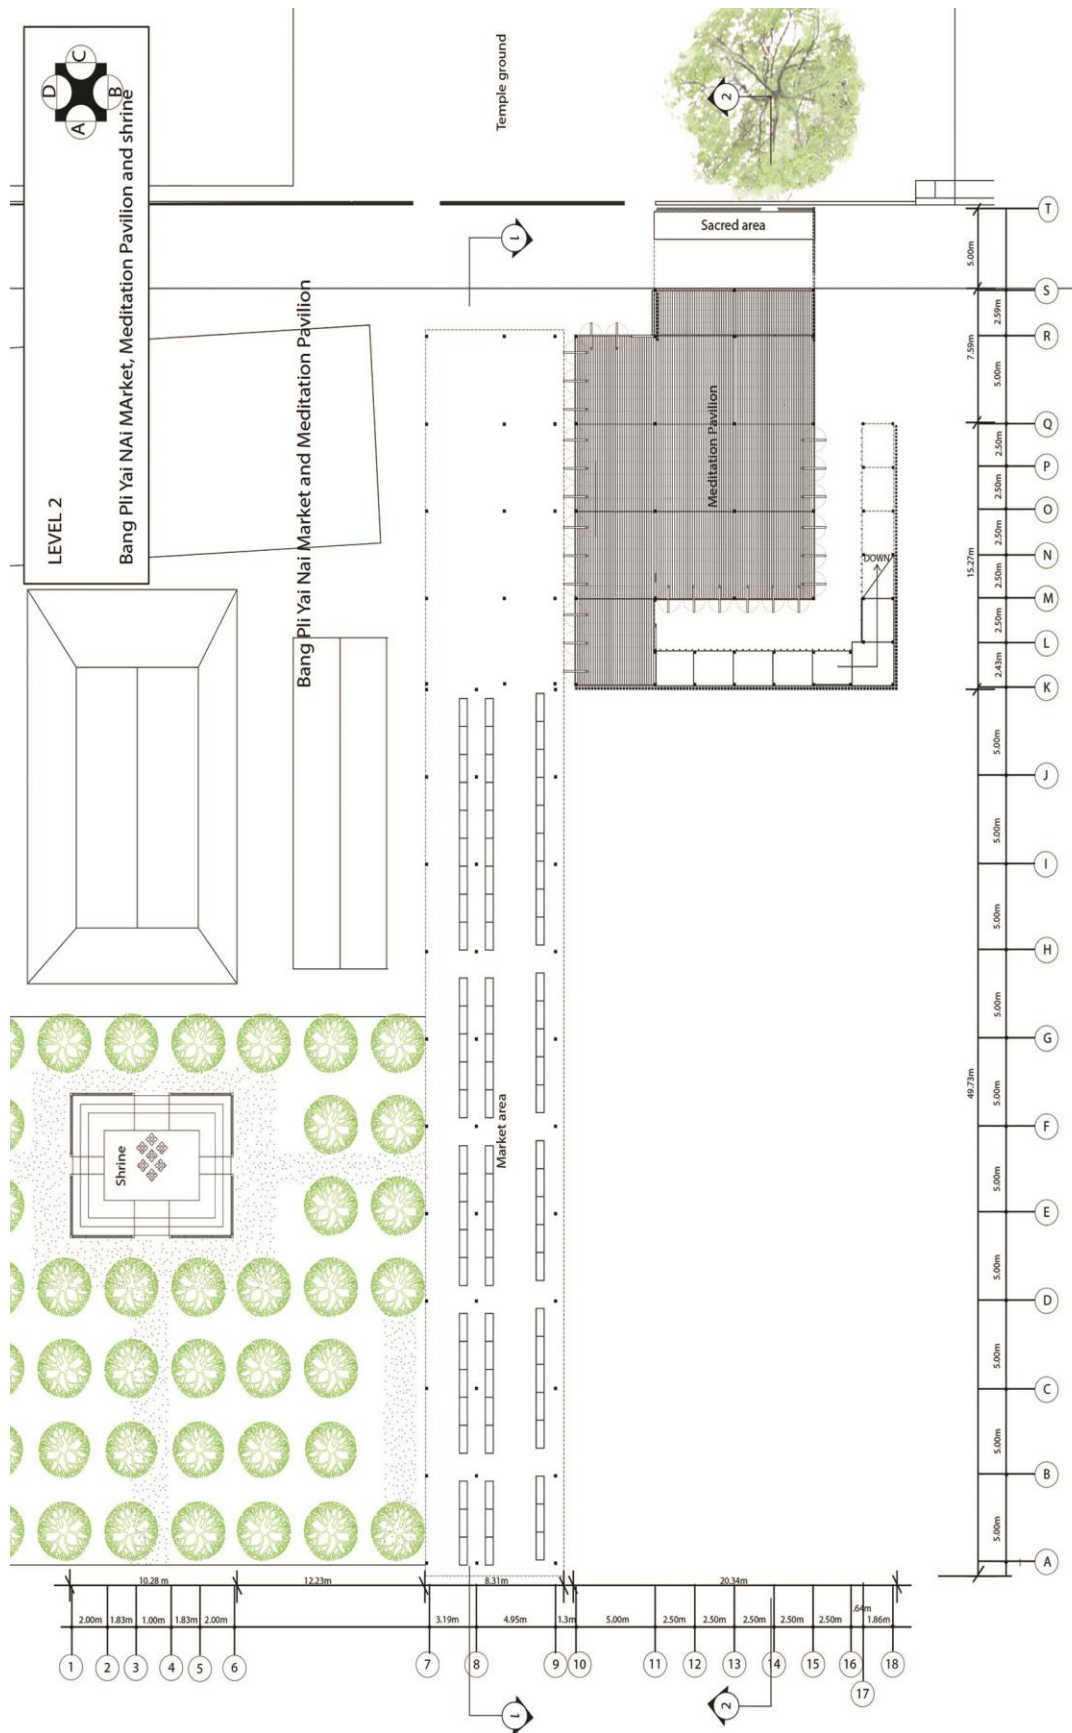 LEVEL 2
Bang Pli Yai NAi MArket, Meditation Pavilion and shrine
D
C
A
B
Bang Pli Yai Nai Market and Meditation Pavilion
Temple ground
2
1
Sacred area
Meditation Pavilion
DOWN
Shrine
Market area
T
5.00m
S
2.59m
7.59m
R
5.00m
Q
2.50m
P
2.50m
O
15.27m
2.50m
N
2.50m
M
2.50m
L
2.43m
K
5.00m
J
5.00m
I
5.00m
H
5.00m
G
49.73m
5.00m
F
5.00m
E
5.00m
D
5.00m
C
5.00m
B
5.00m
A
10.28 m 12.23m 8.31m 20.34m
2.00m 1.83m 1.00m 1.83m 2.00m 3.19m 4.95m 1.3m 5.00m 2.50m 2.50m 2.50m 2.50m 2.50m .64m 1.86m
1 2 3 4 5 6 7 8 9 10 11 12 13 14 15 16 18
17
1
2